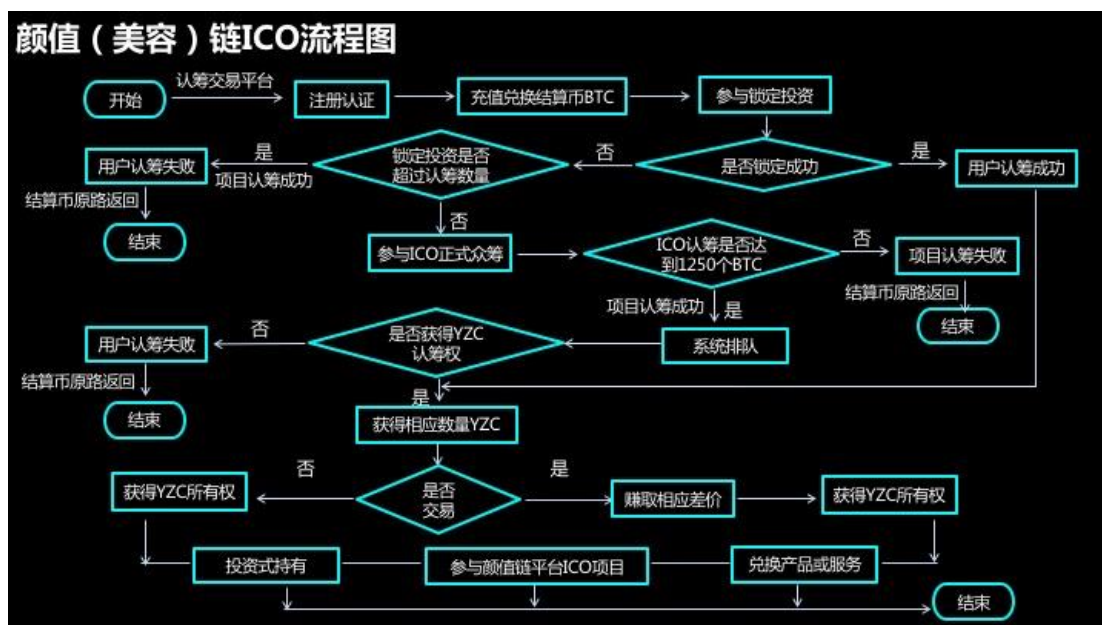 颜值（美容）链ICO流程图
开始
认筹交易平台
注册认证
充值兑换结算币BTC
参与锁定投资
用户认筹失败
是
项目认筹成功
锁定投资是否
超过认筹数量
否
是否锁定成功
是
用户认筹成功
结算币原路返回
结束
否
参与ICO正式众筹
ICO认筹是否达
到1250个BTC
否
项目认筹失败
结算币原路返回
结束
项目认筹成功
是
用户认筹失败
否
是否获得YZC
认筹权
系统排队
结算币原路返回
结束
是
获得相应数量YZC
获得YZC所有权
否
是否
交易
是
赚取相应差价
获得YZC所有权
投资式持有
参与颜值链平台ICO项目
兑换产品或服务
结束